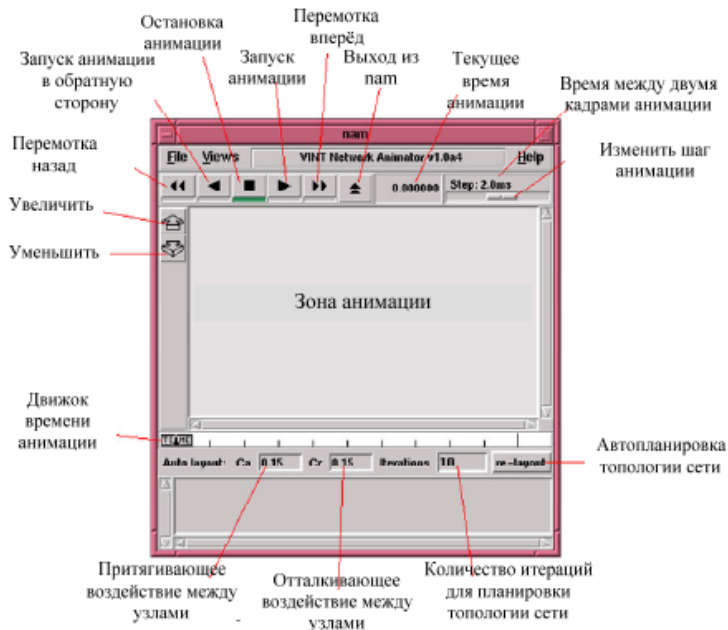 Остановка
анимации
Перемотка
вперёд
Запуск анимации
в обратную
сторону
Запуск
анимации
Выход из
nam
Текущее
время
анимации
Время между двумя
кадрами анимации
Перемотка
назад
Изменить шаг
анимации
Увеличить
Уменьшить
nam
File Views VINT Network Animator v1.0a4 Help
0.000000 Step: 2.0ms
Зона анимации
Движок
времени
анимации
TIME
Auto layout: Ca 0.15 Cr 0.15 Iterations 10 re-layout
Автопланировка
топологии сети
Притягивающее
воздействие между
узлами
Отталкивающее
воздействие между
узлами
Количество итераций
для планировки
топологии сети